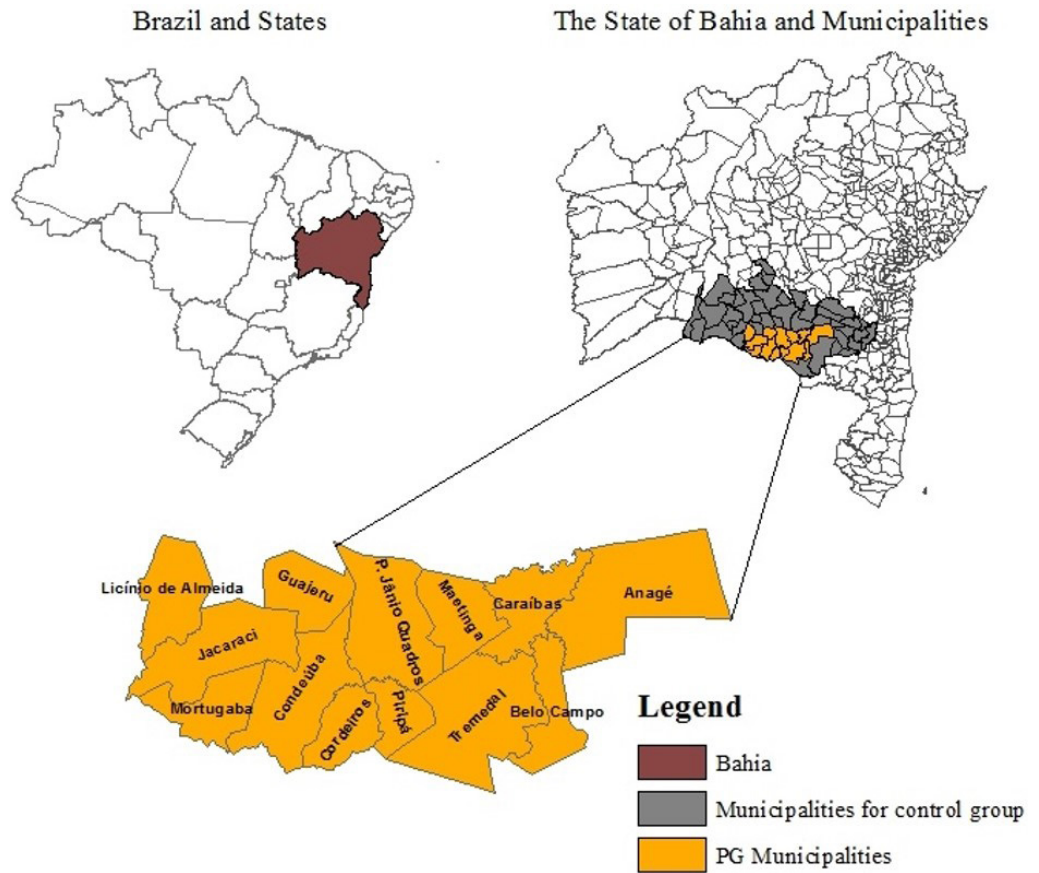 Brazil and States
The State of Bahia and Municipalities
Licínio de Almeida
Guajeru
P. Jânio Quadros
Maetinga
Caraíbas
Anagé
Jacaraci
Mortugaba
Condeúba
Cordeiros
Piripá
Tremedal
Belo Campo
Legend
Bahia
Municipalities for control group
PG Municipalities